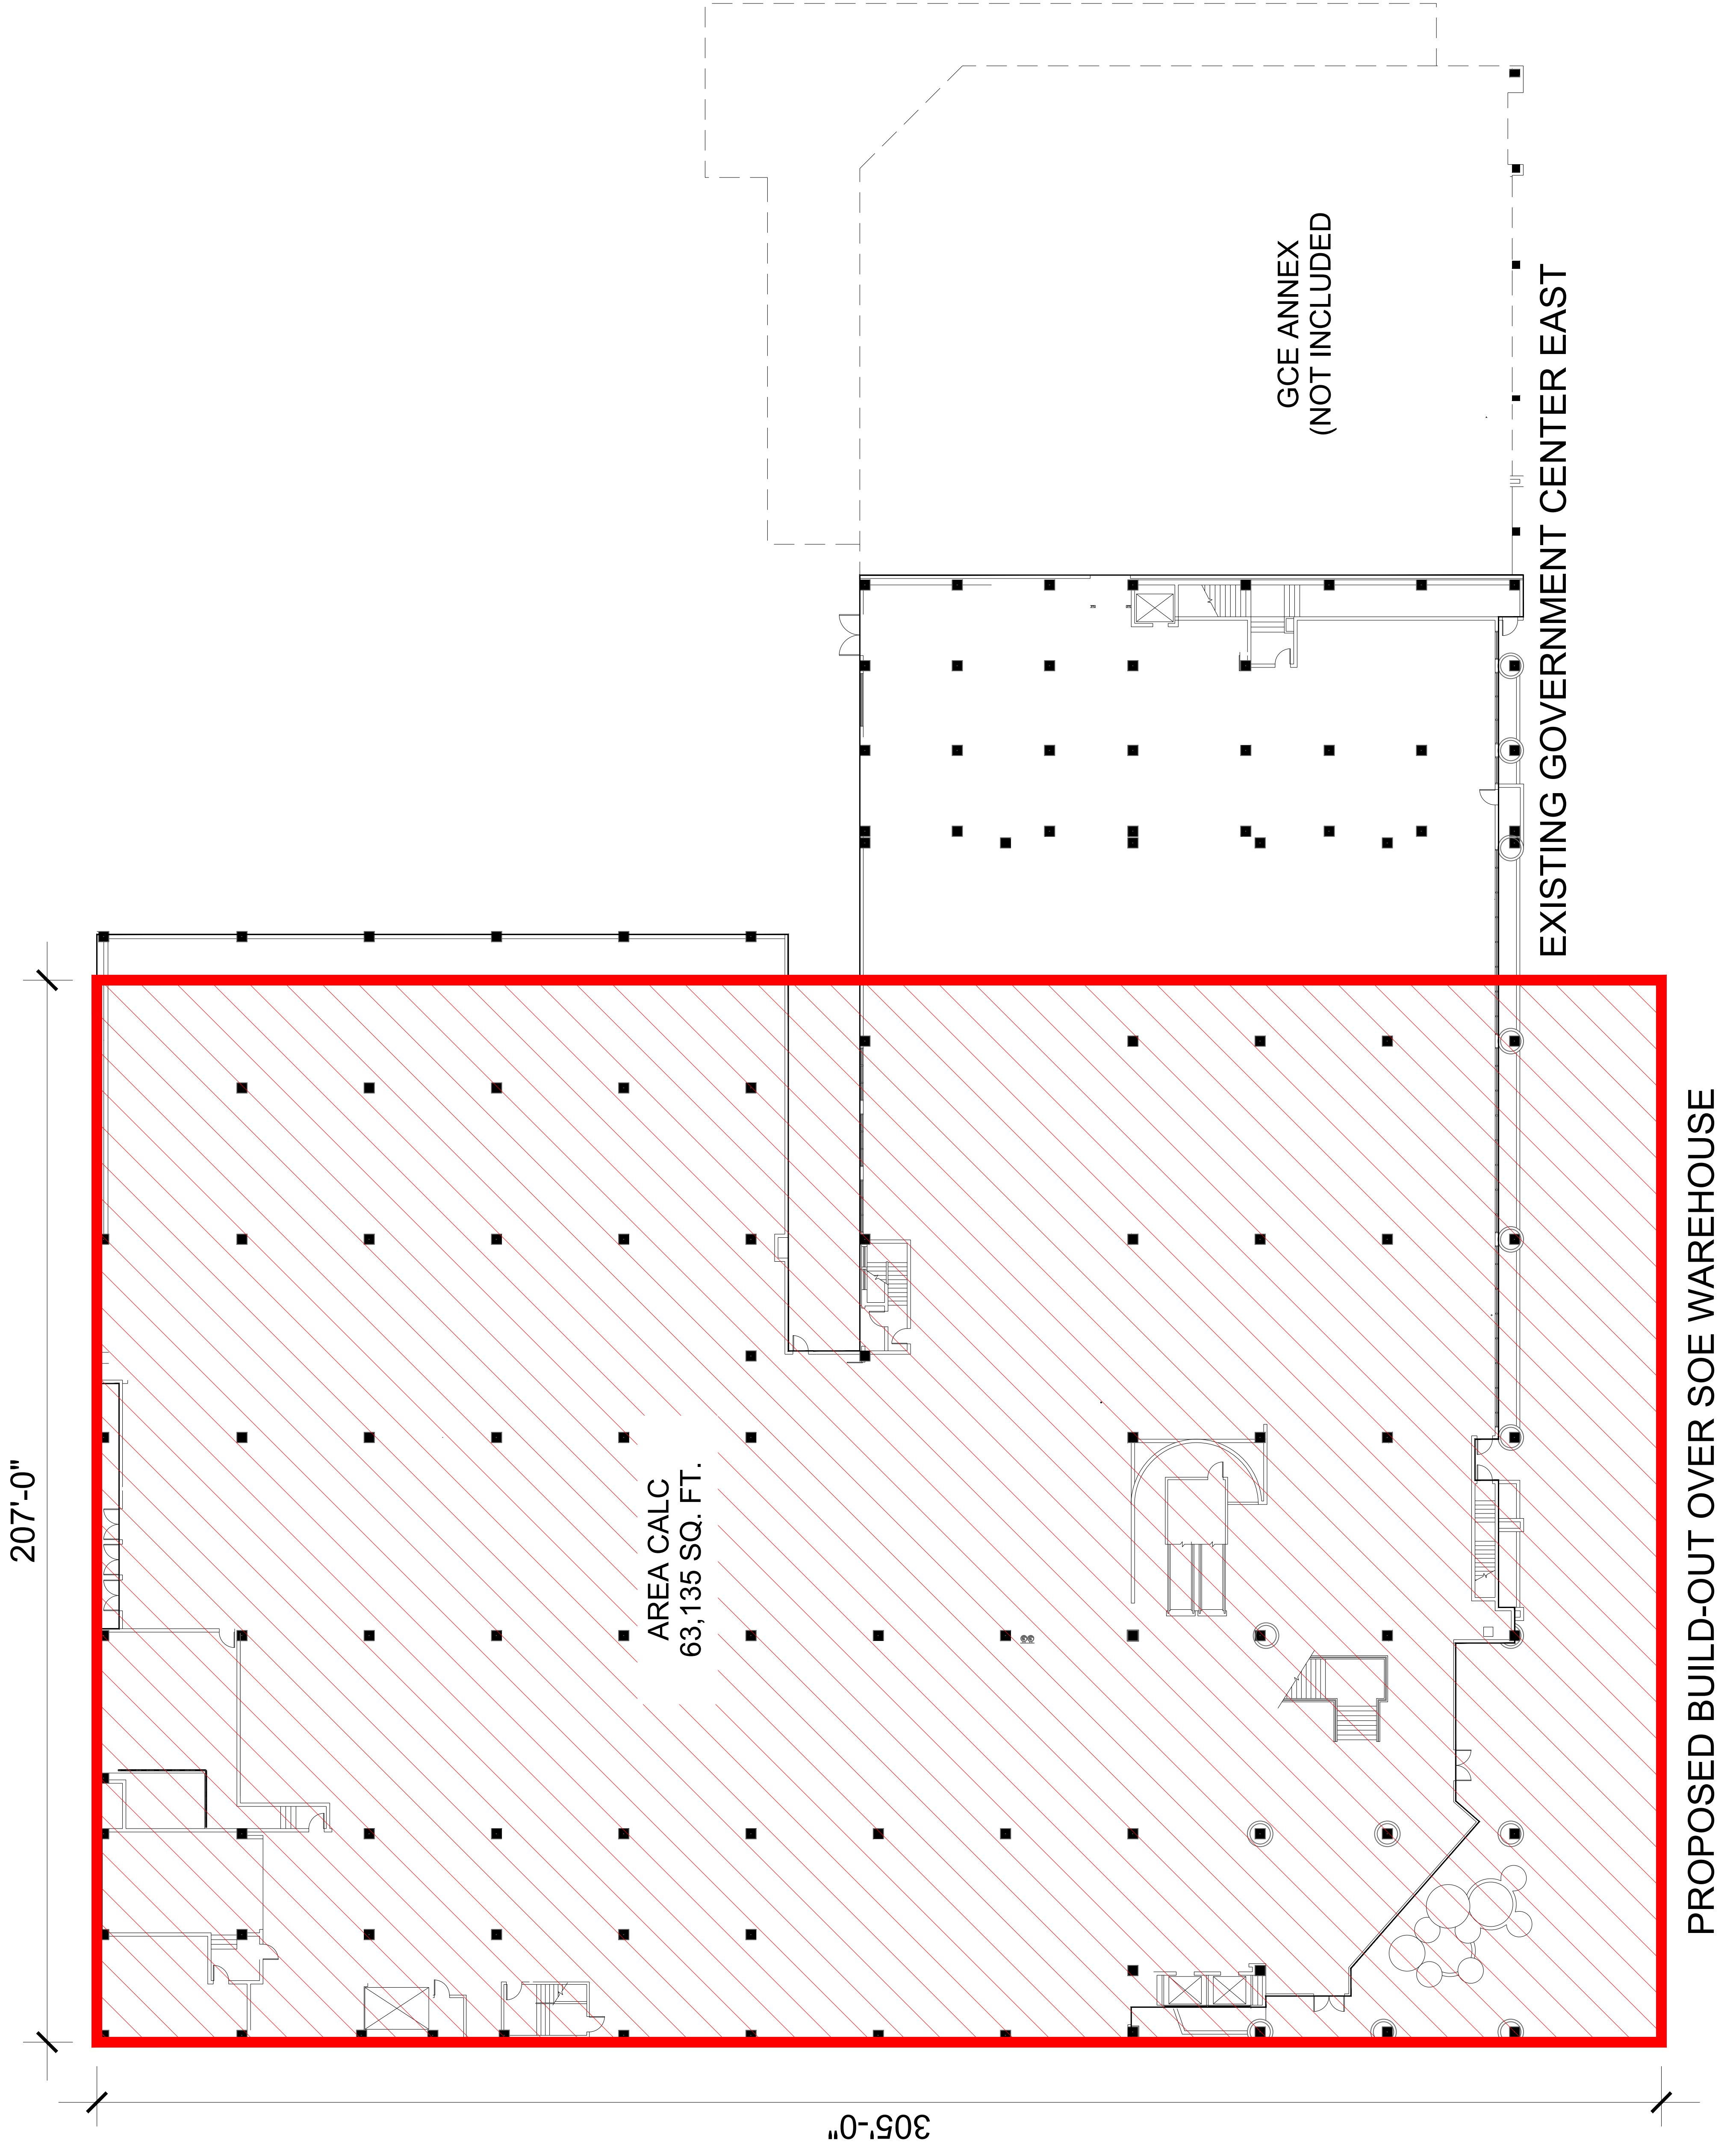 207'-0"
305'-0"
AREA CALC
63,135 SQ. FT.
GCE ANNEX
(NOT INCLUDED
EXISTING GOVERNMENT CENTER EAST
PROPOSED BUILD-OUT OVER SOE WAREHOUSE